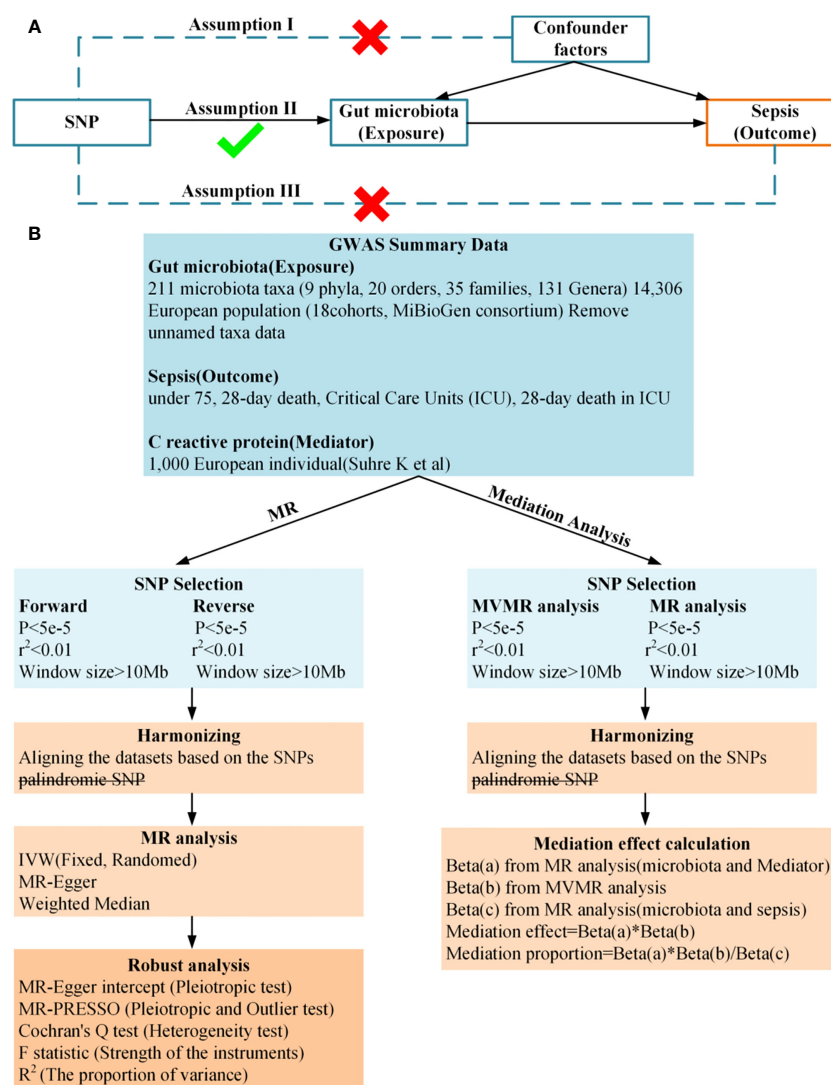 A
Assumption I
Confounder
factors
SNP
Assumption II
Gut microbiota
(Exposure)
Sepsis
(Outcome)
Assumption III
B
GWAS Summary Data
Gut microbiota(Exposure)
211 microbiota taxa (9 phyla, 20 orders, 35 families, 131 Genera) 14,306
European population (18cohorts, MiBioGen consortium) Remove
unnamed taxa data
Sepsis(Outcome)
under 75, 28-day death, Critical Care Units (ICU), 28-day death in ICU
C reactive protein(Mediator)
1,000 European individual(Suhre K et al)
MR
Mediation Analysis
SNP Selection
Forward Reverse
P<5e-5 P<5e-5
r²<0.01 r²<0.01
Window size>10Mb Window size>10Mb
SNP Selection
MVMR analysis MR analysis
P<5e-5 P<5e-5
r²<0.01 r²<0.01
Window size>10Mb Window size>10Mb
Harmonizing
Aligning the datasets based on the SNPs
palindromic SNP
Harmonizing
Aligning the datasets based on the SNPs
palindromic SNP
MR analysis
IVW(Fixed, Randomed)
MR-Egger
Weighted Median
Mediation effect calculation
Beta(a) from MR analysis(microbiota and Mediator)
Beta(b) from MVMR analysis
Beta(c) from MR analysis(microbiota and sepsis)
Mediation effect=Beta(a)*Beta(b)
Mediation proportion=Beta(a)*Beta(b)/Beta(c)
Robust analysis
MR-Egger intercept (Pleiotropic test)
MR-PRESSO (Pleiotropic and Outlier test)
Cochran's Q test (Heterogeneity test)
F statistic (Strength of the instruments)
R² (The proportion of variance)